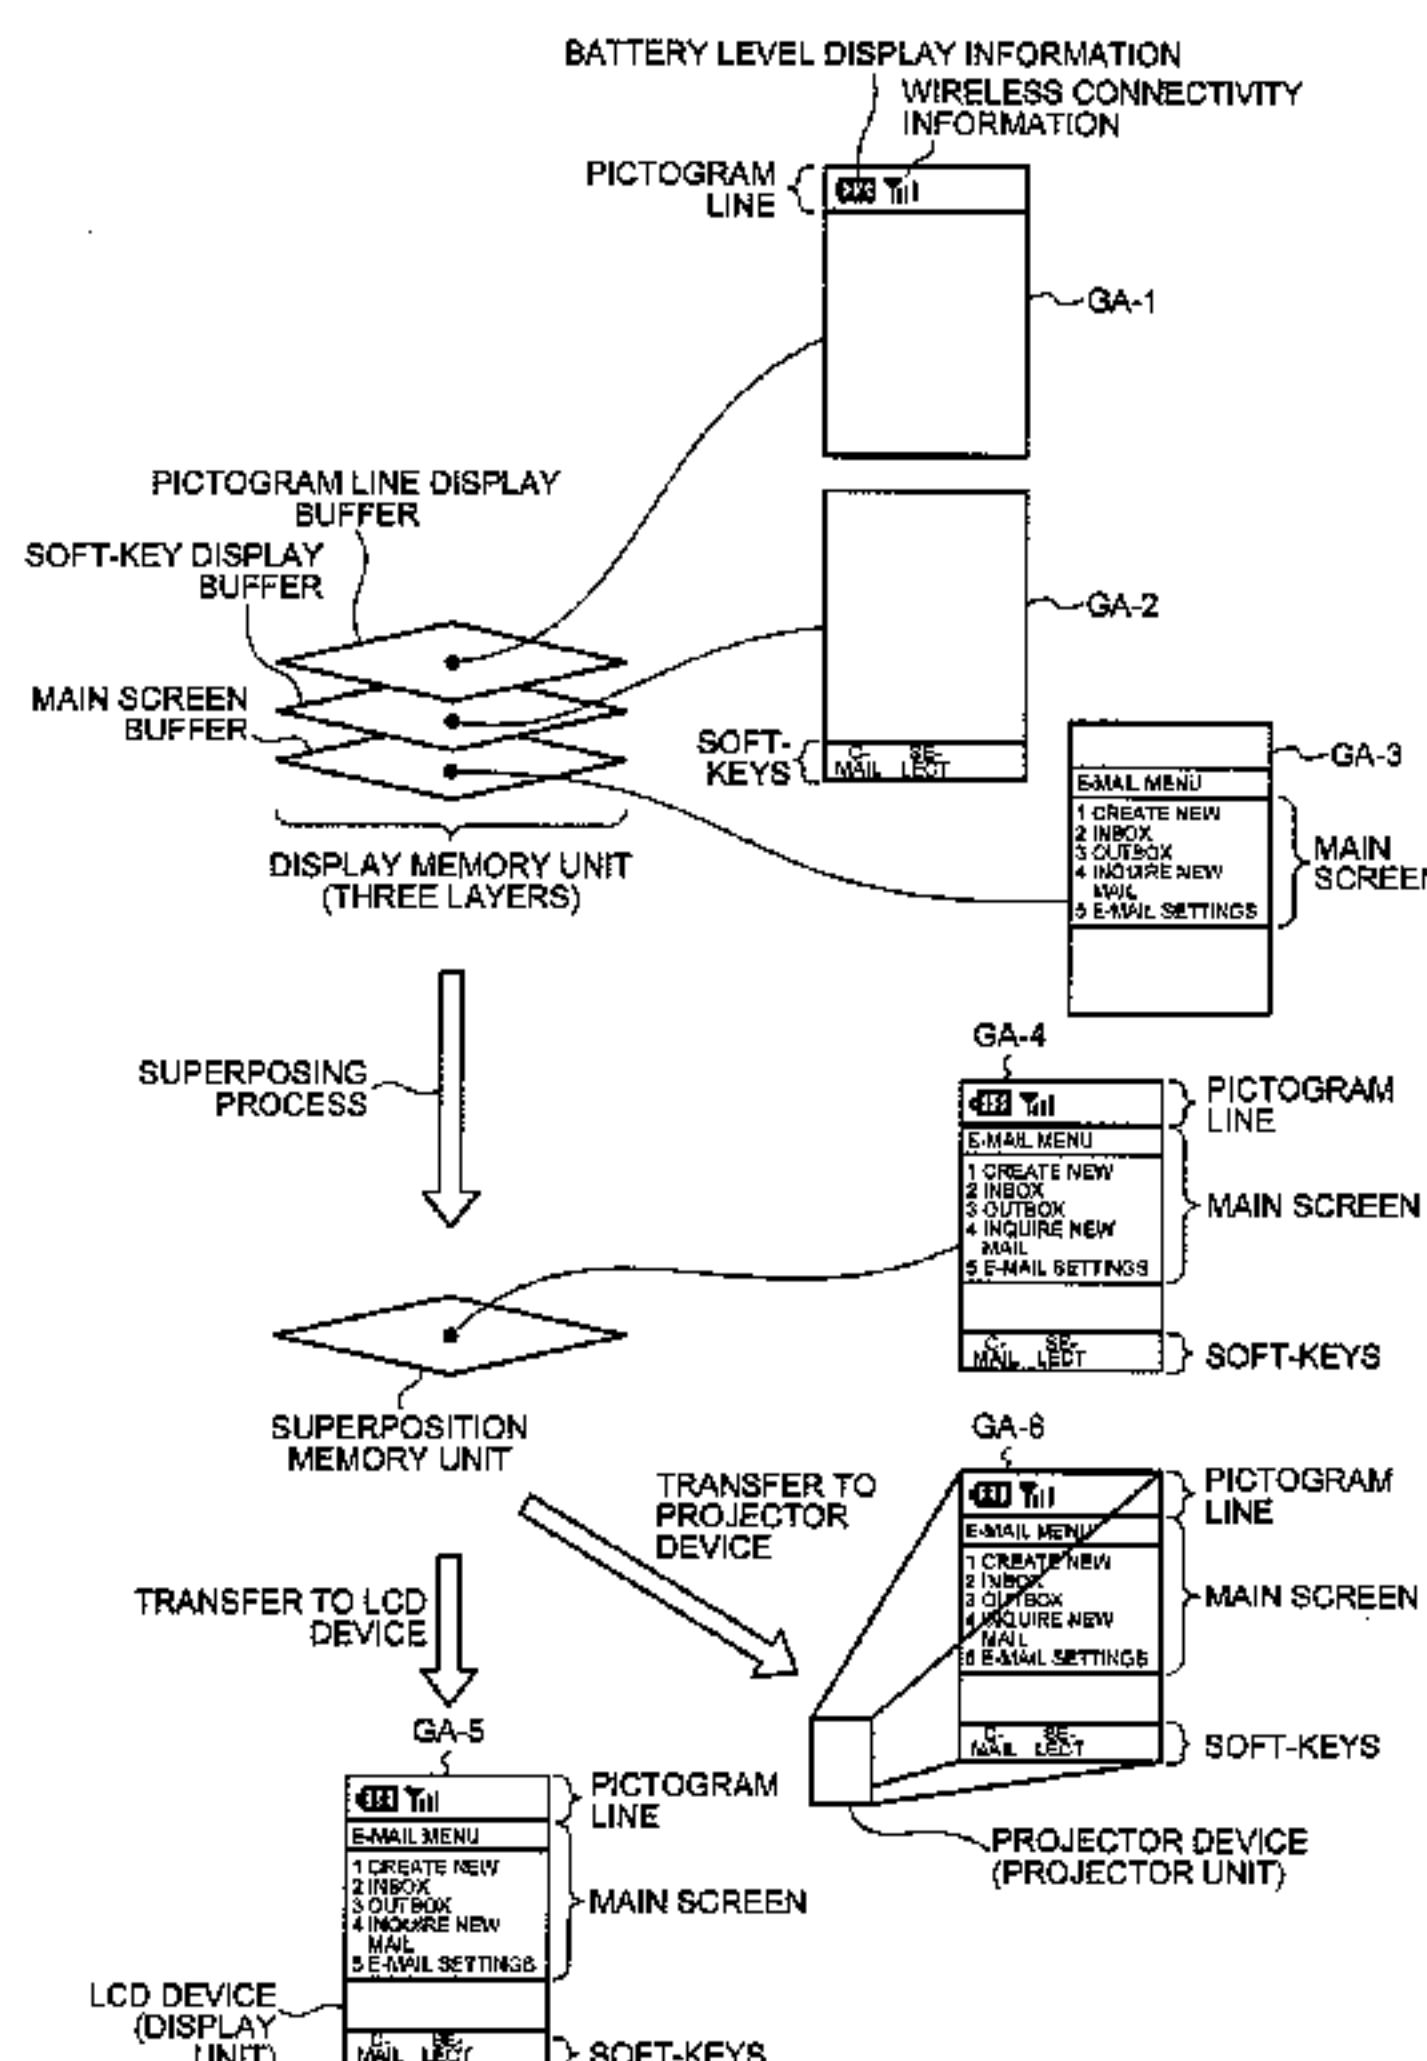 BATTERY LEVEL DISPLAY INFORMATION
WIRELESS CONNECTIVITY
INFORMATION
PICTOGRAM
LINE
GA-1
PICTOGRAM LINE DISPLAY
BUFFER
SOFT-KEY DISPLAY
BUFFER
GA-2
MAIN SCREEN
BUFFER
SOFT-
KEYS
C-
MAIL
SE-
LECT
GA-3
E-MAIL MENU
1 CREATE NEW
2 INBOX
3 OUTBOX
4 INQUIRE NEW
MAIL
5 E-MAIL SETTINGS
MAIN
SCREEN
DISPLAY MEMORY UNIT
(THREE LAYERS)
GA-4
SUPERPOSING
PROCESS
PICTOGRAM
LINE
E-MAIL MENU
1 CREATE NEW
2 INBOX
3 OUTBOX
4 INQUIRE NEW
MAIL
5 E-MAIL SETTINGS
MAIN SCREEN
C-
MAIL
SE-
LECT
SOFT-KEYS
SUPERPOSITION
MEMORY UNIT
GA-6
TRANSFER TO
PROJECTOR
DEVICE
PICTOGRAM
LINE
E-MAIL MENU
1 CREATE NEW
2 INBOX
3 OUTBOX
4 INQUIRE NEW
MAIL
5 E-MAIL SETTINGS
MAIN SCREEN
C-
MAIL
SE-
LECT
SOFT-KEYS
TRANSFER TO LCD
DEVICE
GA-5
PICTOGRAM
LINE
E-MAIL MENU
1 CREATE NEW
2 INBOX
3 OUTBOX
4 INQUIRE NEW
MAIL
5 E-MAIL SETTINGS
MAIN SCREEN
PROJECTOR DEVICE
(PROJECTOR UNIT)
LCD DEVICE
(DISPLAY
UNIT)
C-
MAIL
SE-
LECT
SOFT-KEYS